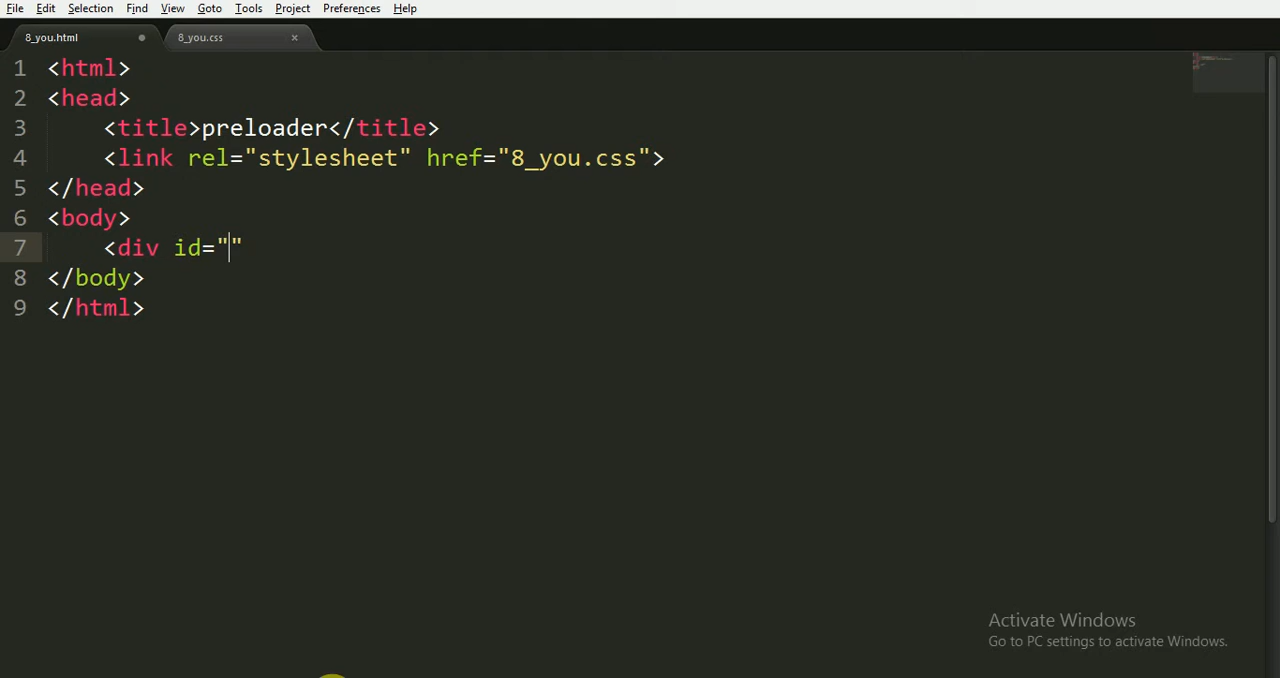 File Edit Selection Find View Goto Tools Project Preferences Help
8_you.html 8_you.css ×
1 <html>
2 <head>
3 <title>preloader</title>
4 <link rel="stylesheet" href="8_you.css">
5 </head>
6 <body>
7 <div id=""
8 </body>
9 </html>
Activate Windows
Go to PC settings to activate Windows.